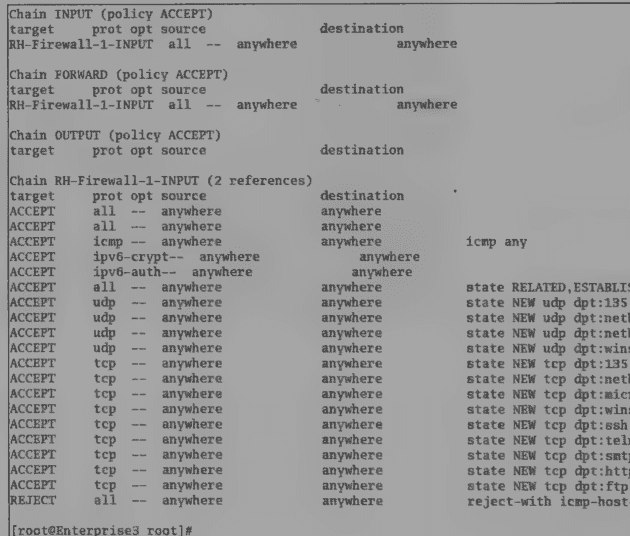 Chain INPUT (policy ACCEPT)
target prot opt source destination
RH-Firewall-1-INPUT all -- anywhere anywhere
Chain FORWARD (policy ACCEPT)
target prot opt source destination
RH-Firewall-1-INPUT all -- anywhere anywhere
Chain OUTPUT (policy ACCEPT)
target prot opt source destination
Chain RH-Firewall-1-INPUT (2 references)
target prot opt source destination
ACCEPT all -- anywhere anywhere
ACCEPT all -- anywhere anywhere
ACCEPT icmp -- anywhere anywhere icmp any
ACCEPT ipv6-crypt-- anywhere anywhere
ACCEPT ipv6-auth-- anywhere anywhere
ACCEPT all -- anywhere anywhere state RELATED,ESTABLIS
ACCEPT udp -- anywhere anywhere state NEW udp dpt:135
ACCEPT udp -- anywhere anywhere state NEW udp dpt:netb
ACCEPT udp -- anywhere anywhere state NEW udp dpt:netb
ACCEPT udp -- anywhere anywhere state NEW udp dpt:wins
ACCEPT tcp -- anywhere anywhere state NEW tcp dpt:135
ACCEPT tcp -- anywhere anywhere state NEW tcp dpt:netb
ACCEPT tcp -- anywhere anywhere state NEW tcp dpt:micr
ACCEPT tcp -- anywhere anywhere state NEW tcp dpt:wins
ACCEPT tcp -- anywhere anywhere state NEW tcp dpt:ssh
ACCEPT tcp -- anywhere anywhere state NEW tcp dpt:teln
ACCEPT tcp -- anywhere anywhere state NEW tcp dpt:smtp
ACCEPT tcp -- anywhere anywhere state NEW tcp dpt:http
ACCEPT tcp -- anywhere anywhere state NEW tcp dpt:ftp
REJECT all -- anywhere anywhere reject-with icmp-host
[root@Enterprise3 root]#